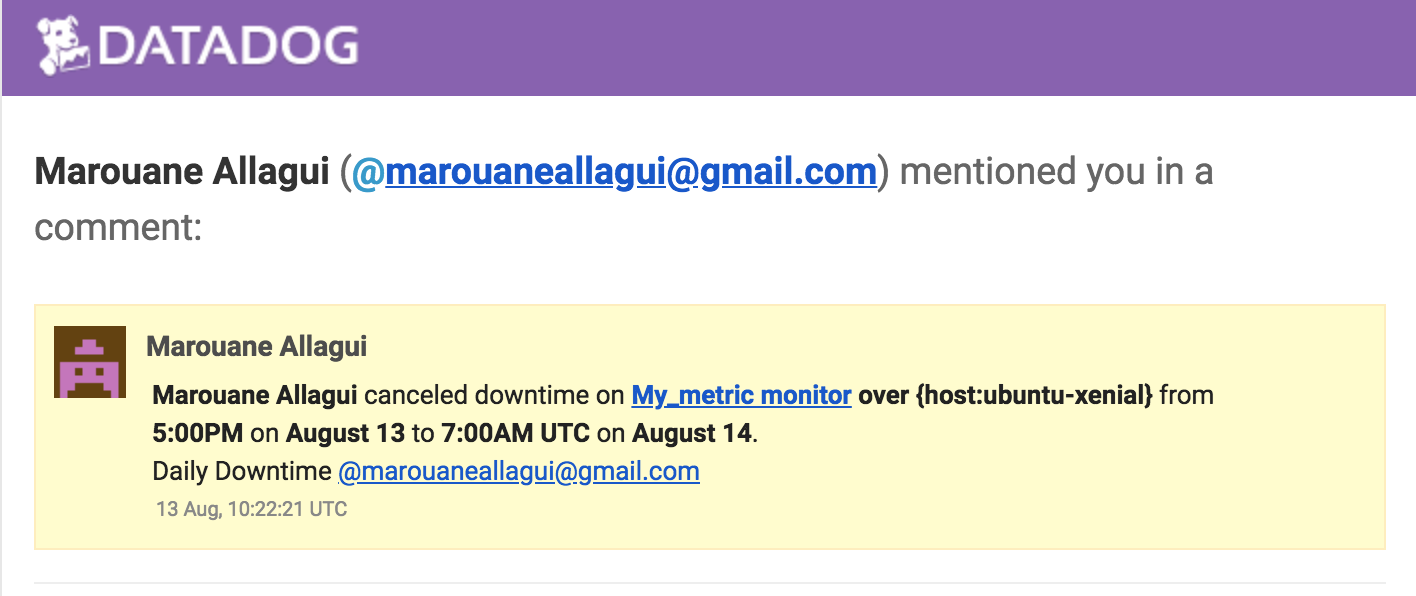 DATADOG
Marouane Allagui (@marouaneallagui@gmail.com) mentioned you in a
comment:
Marouane Allagui
Marouane Allagui canceled downtime on My_metric monitor over {host:ubuntu-xenial} from
5:00PM on August 13 to 7:00AM UTC on August 14.
Daily Downtime @marouaneallagui@gmail.com
13 Aug, 10:22:21 UTC